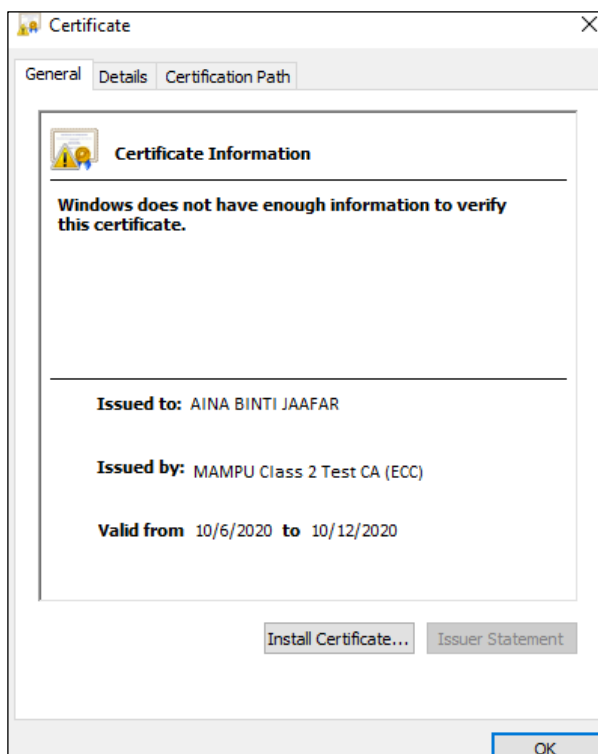 Certificate
General Details Certification Path
Certificate Information
Windows does not have enough information to verify
this certificate.
Issued to: AINA BINTI JAAFAR
Issued by: MAMPU Class 2 Test CA (ECC)
Valid from 10/6/2020 to 10/12/2020
Install Certificate... Issuer Statement
OK